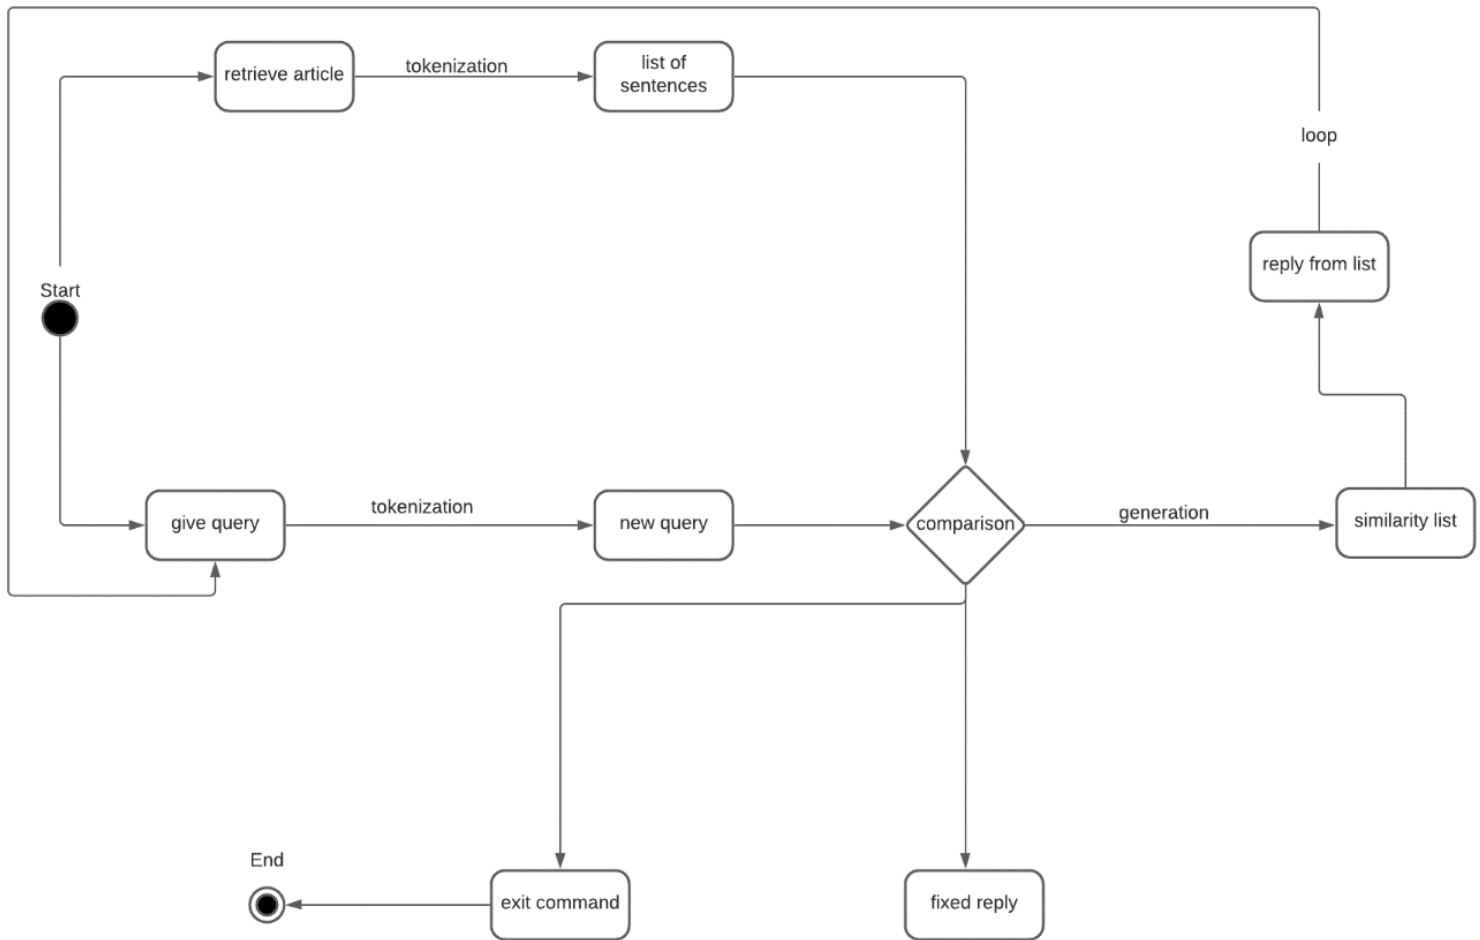 tokenization
retrieve article
list of
sentences
loop
reply from list
Start
give query
tokenization
new query
comparison
generation
similarity list
End
exit command
fixed reply